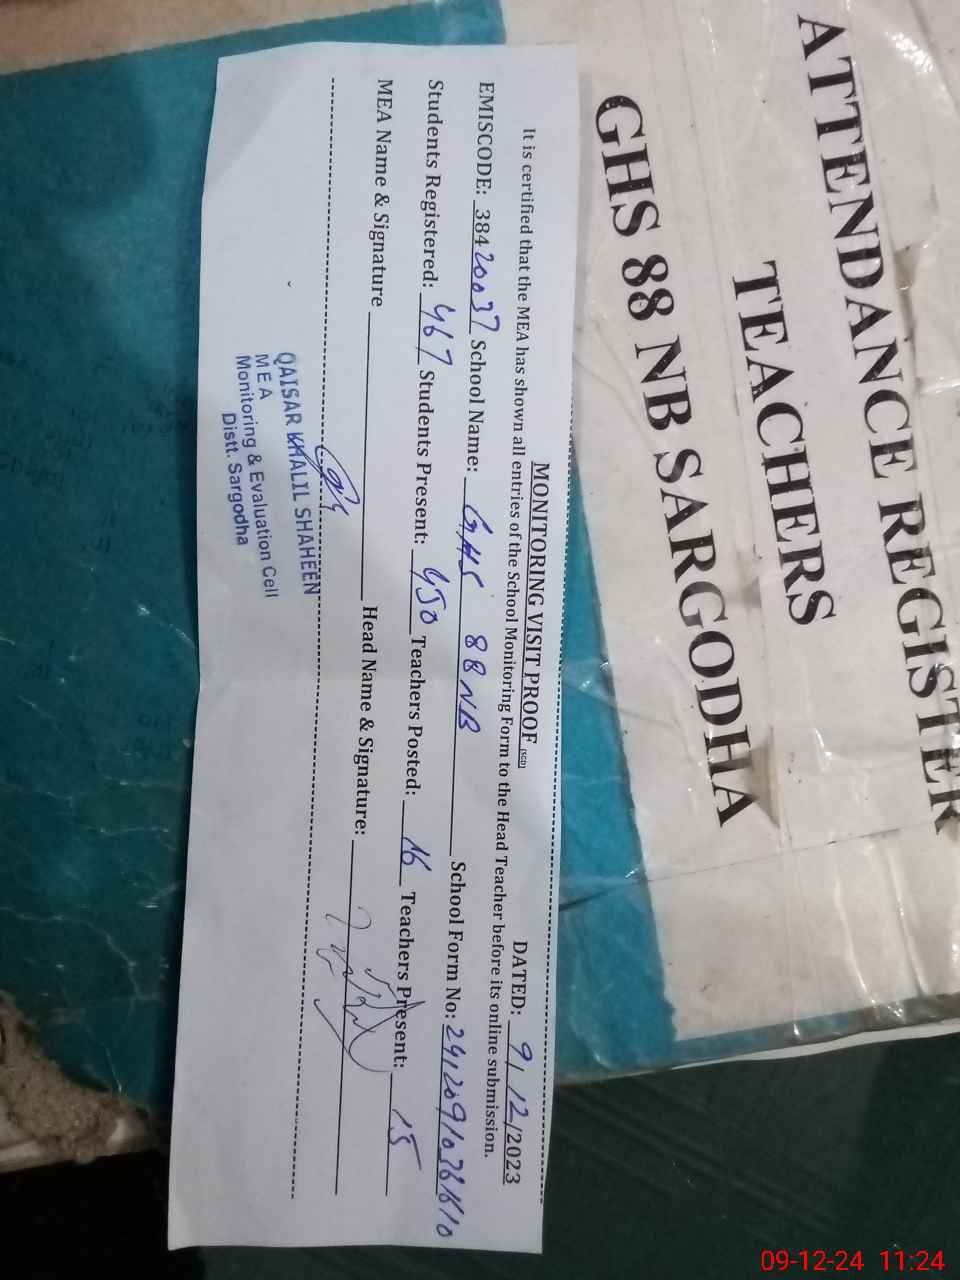 ATTENDANCE REGISTER
TEACHERS
GHS 88 NB SARGODHA
MONITORING VISIT PROOF (SGD)
DATED: 9/12/2023
It is certified that the MEA has shown all entries of the School Monitoring Form to the Head Teacher before its online submission.
EMISCODE: 38420037 School Name: GHS 88NB School Form No:
Students Registered: 467 Students Present: 450 Teachers Posted: 16 Teachers Present: 15
MEA Name & Signature Head Name & Signature:
QAISAR KHALIL SHAHEEN
MEA
Monitoring & Evaluation Cell
Distt. Sargodha
09-12-24 11:24